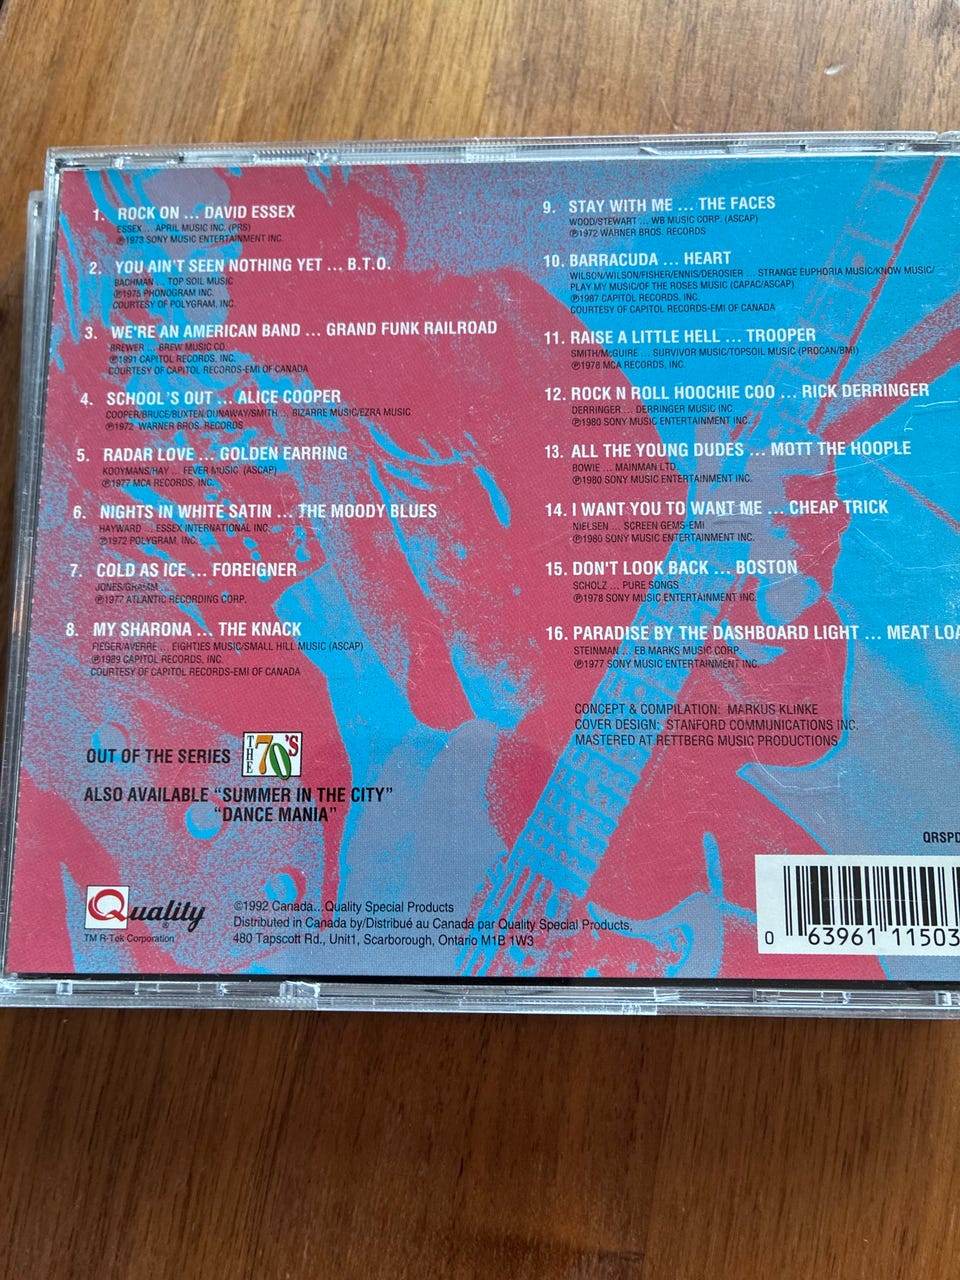 1. ROCK ON ... DAVID ESSEX
ESSEX... APRIL MUSIC INC. (PRS)
℗1973 SONY MUSIC ENTERTAINMENT INC.
2. YOU AIN'T SEEN NOTHING YET ... B.T.O.
BACHMAN ... TOP SOIL MUSIC
℗1975 PHONOGRAM INC.
COURTESY OF POLYGRAM, INC.
3. WE'RE AN AMERICAN BAND ... GRAND FUNK RAILROAD
BREWER ... BREW MUSIC CO.
℗1991 CAPITOL RECORDS, INC.
COURTESY OF CAPITOL RECORDS-EMI OF CANADA
4. SCHOOL'S OUT ... ALICE COOPER
COOPER/BRUCE/BUXTEN/DUNAWAY/SMITH... BIZARRE MUSIC/EZRA MUSIC
℗1972 WARNER BROS. RECORDS
5. RADAR LOVE ... GOLDEN EARRING
KOOYMANS/HAY ... FEVER MUSIC (ASCAP)
℗1977 MCA RECORDS, INC.
6. NIGHTS IN WHITE SATIN ... THE MOODY BLUES
HAYWARD ... ESSEX INTERNATIONAL INC.
℗1972 POLYGRAM, INC.
7. COLD AS ICE ... FOREIGNER
JONES/GRAMM ...
℗1977 ATLANTIC RECORDING CORP.
8. MY SHARONA ... THE KNACK
FIEGER/AVERRE ... EIGHTIES MUSIC/SMALL HILL MUSIC (ASCAP)
℗1989 CAPITOL RECORDS, INC.
COURTESY OF CAPITOL RECORDS-EMI OF CANADA
9. STAY WITH ME ... THE FACES
WOOD/STEWART ... WB MUSIC CORP. (ASCAP)
℗1972 WARNER BROS. RECORDS
10. BARRACUDA ... HEART
WILSON/WILSON/FISHER/ENNIS/DEROSIER ... STRANGE EUPHORIA MUSIC/KNOW MUSIC/
PLAY MY MUSIC/OF THE ROSES MUSIC (CAPAC/ASCAP)
℗1987 CAPITOL RECORDS, INC.
COURTESY OF CAPITOL RECORDS-EMI OF CANADA
11. RAISE A LITTLE HELL ... TROOPER
SMITH/McGUIRE ... SURVIVOR MUSIC/TOPSOIL MUSIC (PROCAN/BMI)
℗1978 MCA RECORDS, INC.
12. ROCK N ROLL HOOCHIE COO ... RICK DERRINGER
DERRINGER ... DERRINGER MUSIC INC.
℗1980 SONY MUSIC ENTERTAINMENT INC.
13. ALL THE YOUNG DUDES ... MOTT THE HOOPLE
BOWIE ... MAINMAN LTD.
℗1980 SONY MUSIC ENTERTAINMENT INC.
14. I WANT YOU TO WANT ME ... CHEAP TRICK
NIELSEN ... SCREEN GEMS-EMI
℗1980 SONY MUSIC ENTERTAINMENT INC.
15. DON'T LOOK BACK ... BOSTON
SCHOLZ ... PURE SONGS
℗1978 SONY MUSIC ENTERTAINMENT INC.
16. PARADISE BY THE DASHBOARD LIGHT ... MEAT LOA
STEINMAN ... EB MARKS MUSIC CORP.
℗1977 SONY MUSIC ENTERTAINMENT INC.
CONCEPT & COMPILATION: MARKUS KLINKE
COVER DESIGN: STANFORD COMMUNICATIONS INC.
MASTERED AT RETTBERG MUSIC PRODUCTIONS
OUT OF THE SERIES THE 70'S
ALSO AVAILABLE "SUMMER IN THE CITY"
"DANCE MANIA"
QRSPD
Quality®
TM R-Tek Corporation
©1992 Canada...Quality Special Products
Distributed in Canada by/Distribué au Canada par Quality Special Products,
480 Tapscott Rd., Unit1, Scarborough, Ontario M1B 1W3
0 63961 11503